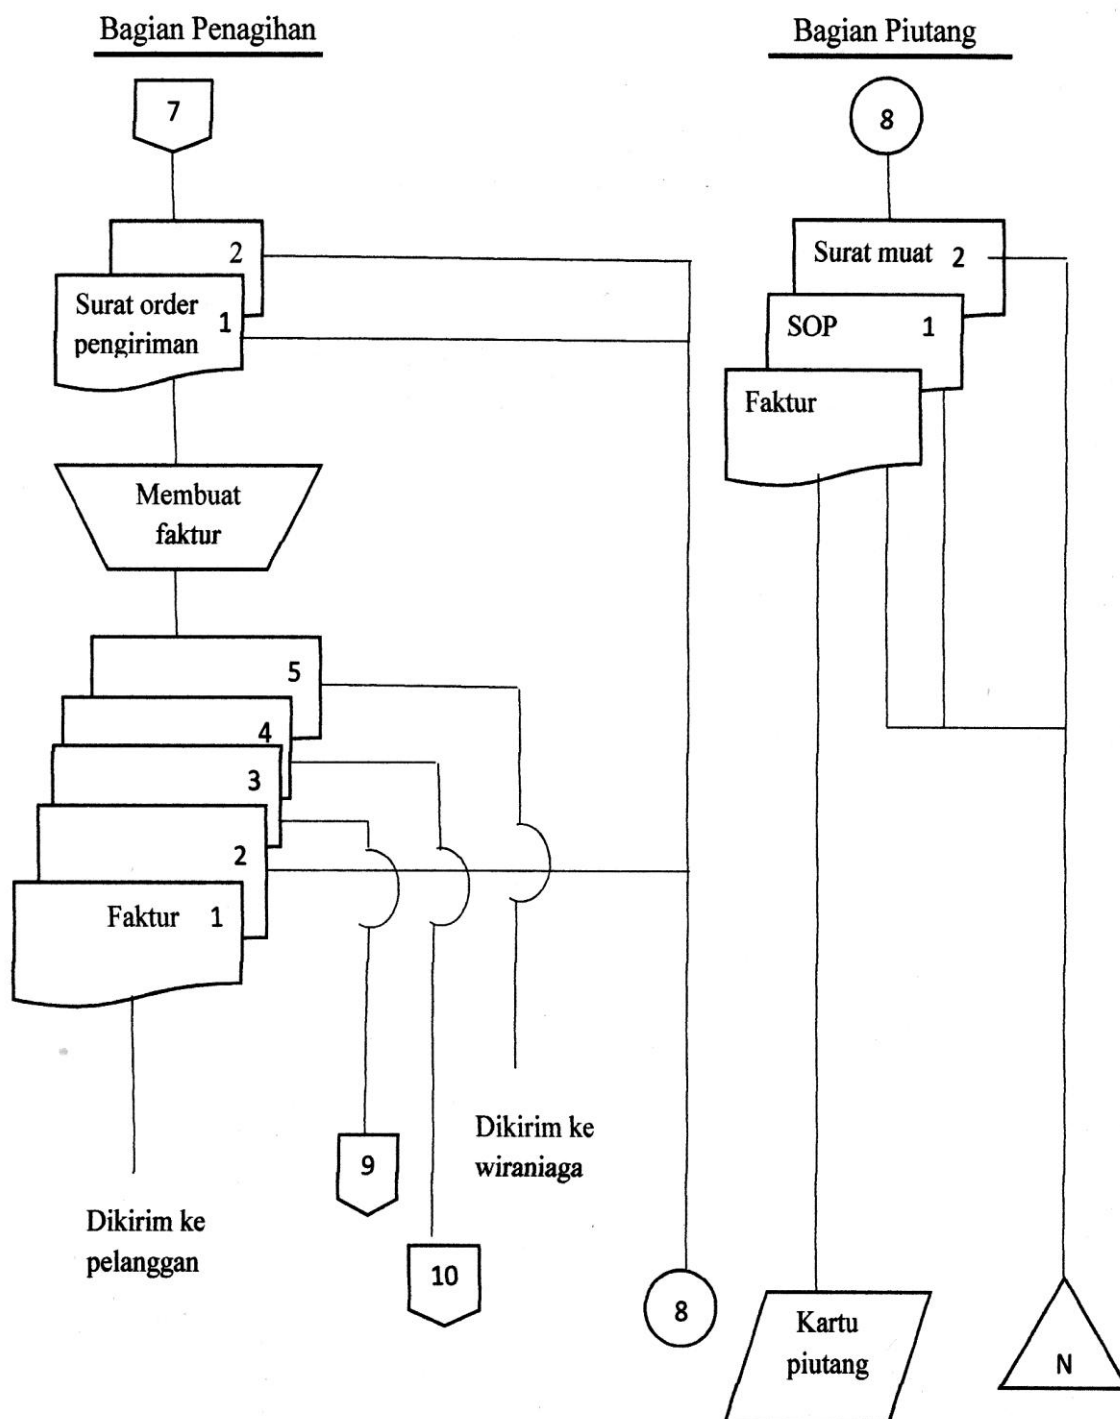 Bagian Penagihan
7
2
Surat order
pengiriman 1
Membuat
faktur
5
4
3
2
Faktur 1
Dikirim ke
pelanggan
9
10
Dikirim ke
wiraniaga
8
Bagian Piutang
8
Surat muat 2
SOP 1
Faktur
Kartu
piutang
N